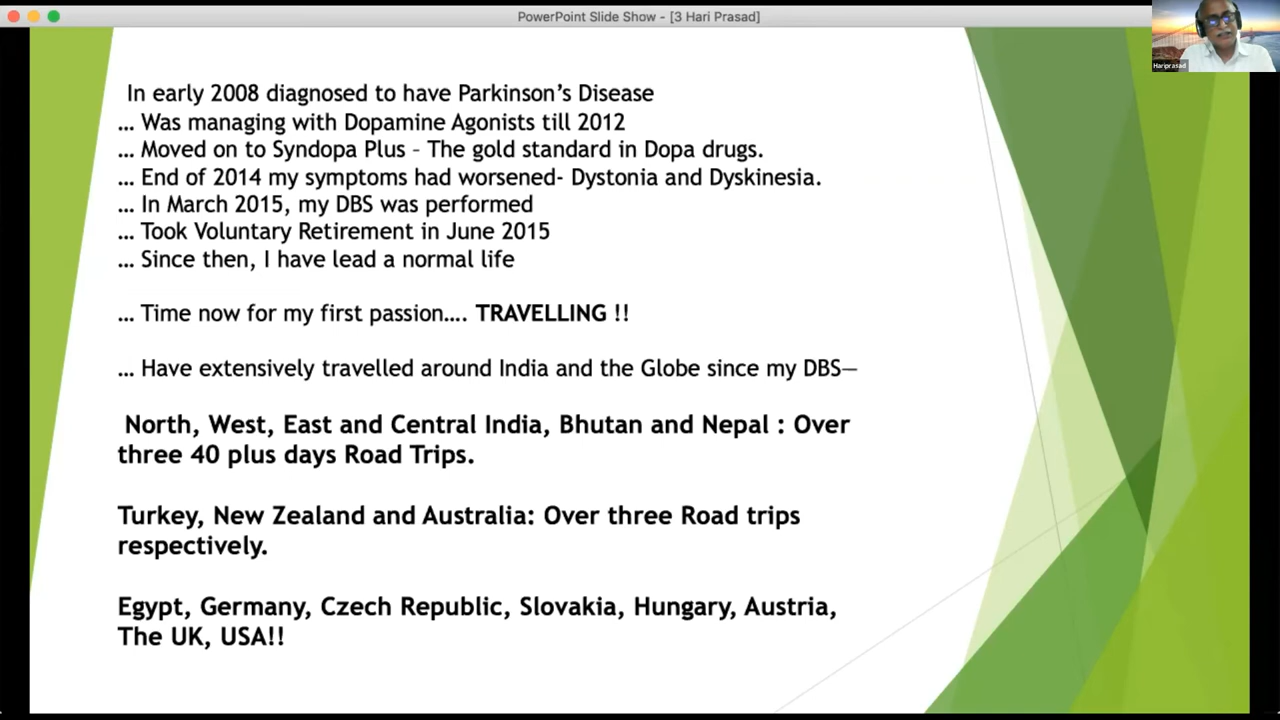 PowerPoint Slide Show - [3 Hari Prasad]
Hariprasad
In early 2008 diagnosed to have Parkinson’s Disease
… Was managing with Dopamine Agonists till 2012
… Moved on to Syndopa Plus – The gold standard in Dopa drugs.
… End of 2014 my symptoms had worsened- Dystonia and Dyskinesia.
… In March 2015, my DBS was performed
… Took Voluntary Retirement in June 2015
… Since then, I have lead a normal life
… Time now for my first passion…. TRAVELLING !!
… Have extensively travelled around India and the Globe since my DBS—
North, West, East and Central India, Bhutan and Nepal : Over
three 40 plus days Road Trips.
Turkey, New Zealand and Australia: Over three Road trips
respectively.
Egypt, Germany, Czech Republic, Slovakia, Hungary, Austria,
The UK, USA!!